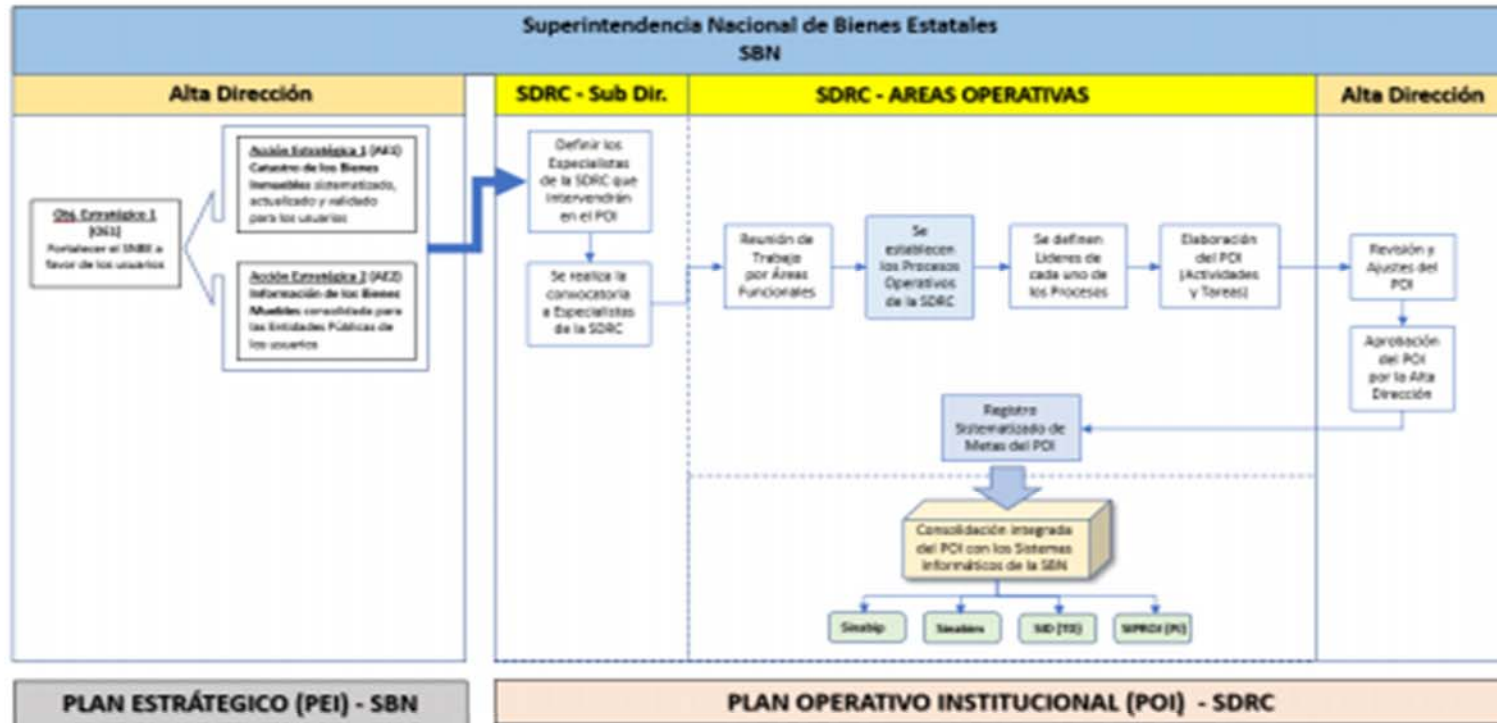 Superintendencia Nacional de Bienes Estatales
SBN
Alta Dirección
SDRC - Sub Dir.
SDRC - AREAS OPERATIVAS
Alta Dirección
Obj. Estratégico 1
(OE1)
Fortalecer el SNBE a
favor de los usuarios
Acción Estratégica 1 (AE1)
Catastro de los Bienes
Inmuebles sistematizado,
actualizado y validado
para los usuarios
Acción Estratégica 2 (AE2)
Información de los Bienes
Muebles consolidada para
las Entidades Públicas de
los usuarios
Definir los
Especialistas
de la SDRC que
intervendrán
en el POI
Se realiza la
convocatoria
a Especialistas
de la SDRC
Reunión de
Trabajo
por Áreas
Funcionales
Se
establecen
los Procesos
Operativos
de la SDRC
Se definen
Lideres de
cada uno de
los Procesos
Elaboración
del POI
(Actividades
y Tareas)
Revisión y
Ajustes del
POI
Aprobación
del POI
por la Alta
Dirección
Registro
Sistematizado de
Metas del POI
Consolidación integrada
del POI con los Sistemas
Informáticos de la SBN
Sinabip
SID (TD)
PLAN ESTRÁTEGICO (PEI) - SBN
PLAN OPERATIVO INSTITUCIONAL (POI) - SDRC